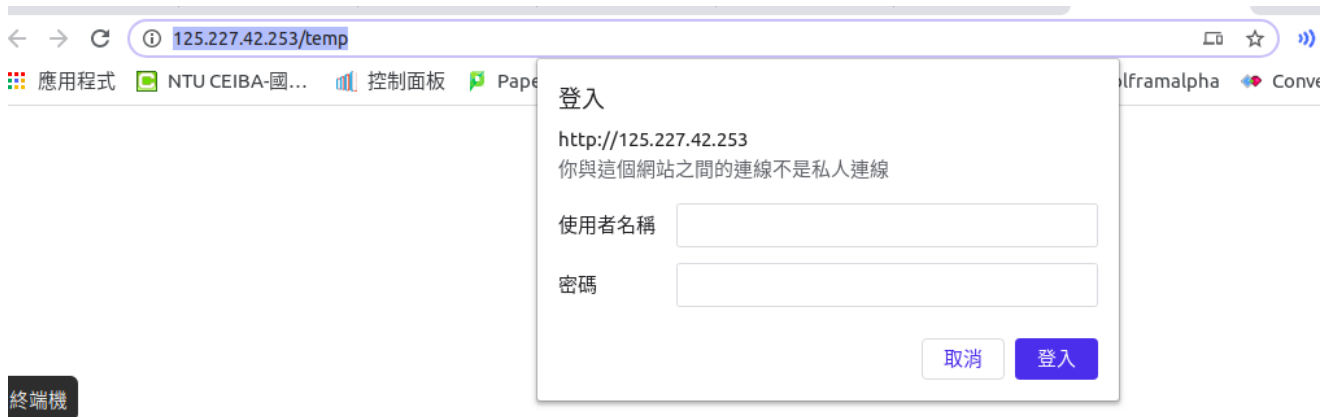 125.227.42.253/temp
應用程式 NTU CEIBA-國... 控制面板 Pape lframalpha Conve
登入
http://125.227.42.253
你與這個網站之間的連線不是私人連線
使用者名稱
密碼
取消 登入
終端機